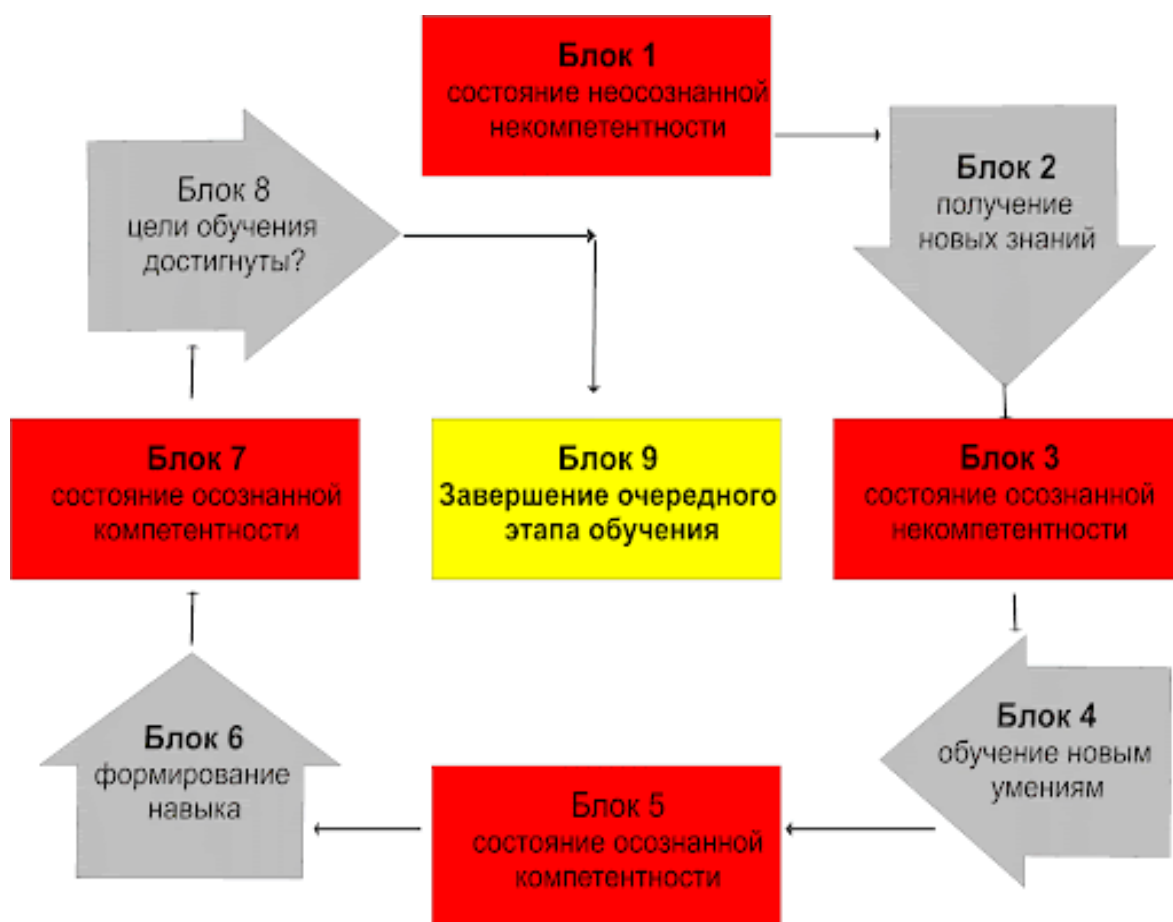 Блок 1
состояние неосознанной
некомпетентности
Блок 2
получение
новых знаний
Блок 3
состояние осознанной
некомпетентности
Блок 4
обучение новым
умениям
Блок 5
состояние осознанной
компетентности
Блок 6
формирование
навыка
Блок 7
состояние осознанной
компетентности
Блок 8
цели обучения
достигнуты?
Блок 9
Завершение очередного
этапа обучения